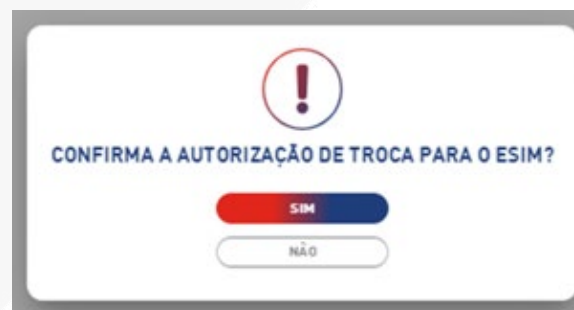 CONFIRMA A AUTORIZAÇÃO DE TROCA PARA O ESIM?
SIM
NÃO